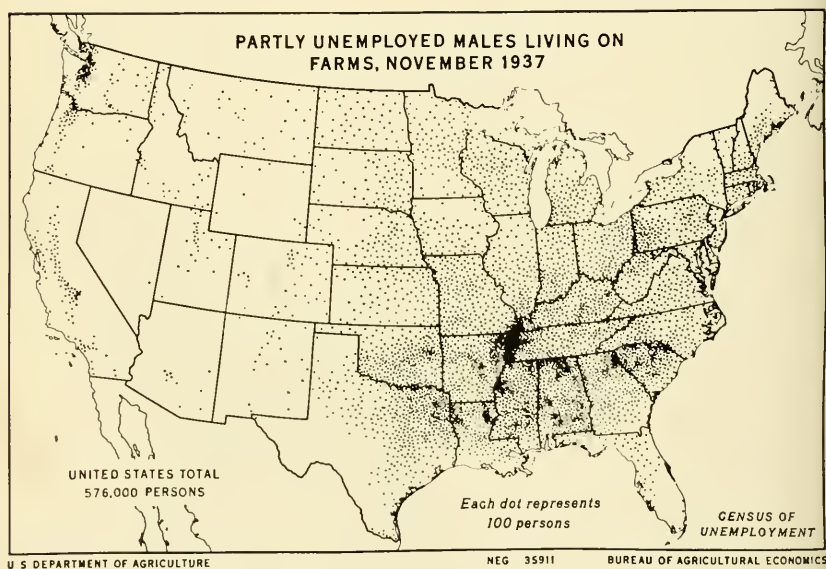 PARTLY UNEMPLOYED MALES LIVING ON
FARMS, NOVEMBER 1937
UNITED STATES TOTAL
576,000 PERSONS
Each dot represents
100 persons
CENSUS OF
UNEMPLOYMENT
U S DEPARTMENT OF AGRICULTURE
NEG 35911
BUREAU OF AGRICULTURAL ECONOMICS